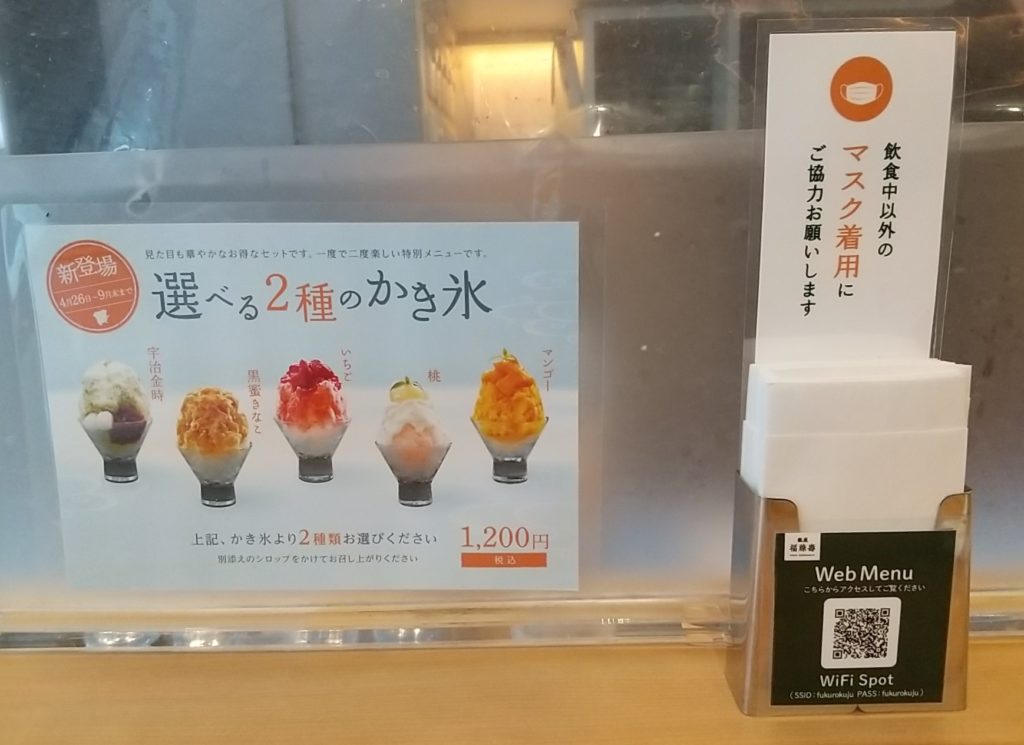 新登場
4月26日～9月末まで
見た目も華やかなお得なセットです。一度で二度楽しい特別メニューです。
選べる2種のかき氷
宇治金時
黒蜜きなこ
いちご
桃
マンゴー
上記、かき氷より2種類お選びください
別添えのシロップをかけてお召し上がりください
1,200円
税込
飲食中以外の
マスク着用に
ご協力お願いします
福禄寿
Web Menu
こちらからアクセスしてご覧ください
WiFi Spot
(SSID:fukurokuju PASS:fukurokuju)